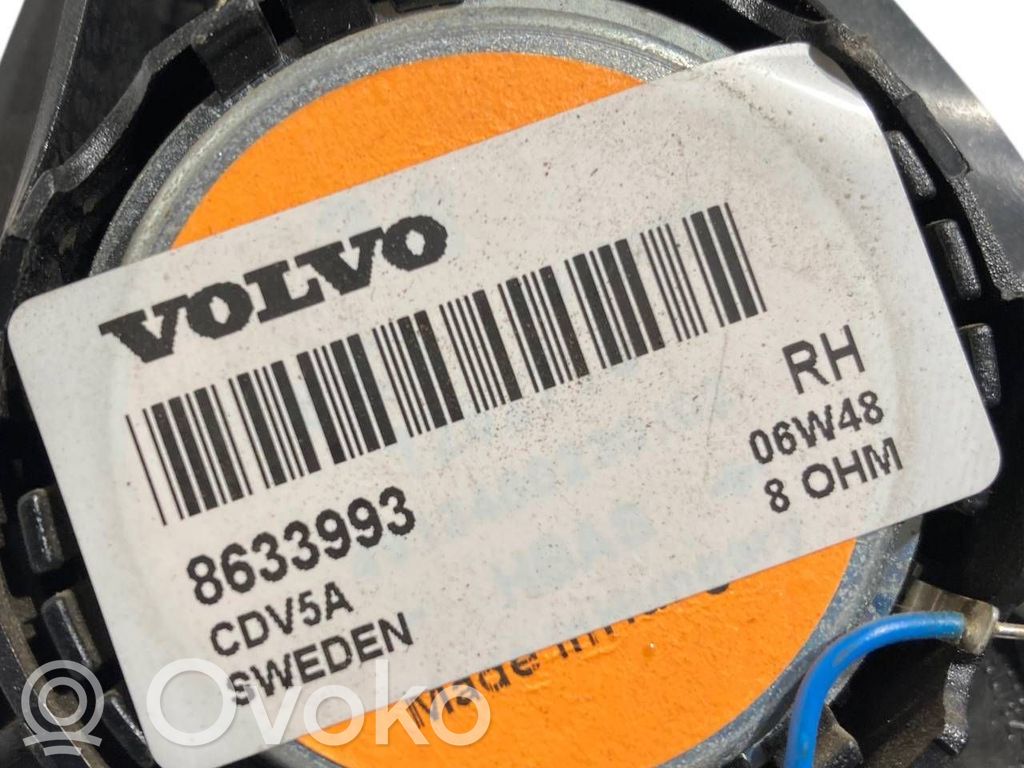 VOLVO
RH
06W48
8 OHM
8633993
CDV5A
SWEDEN
Made in
Ovoko